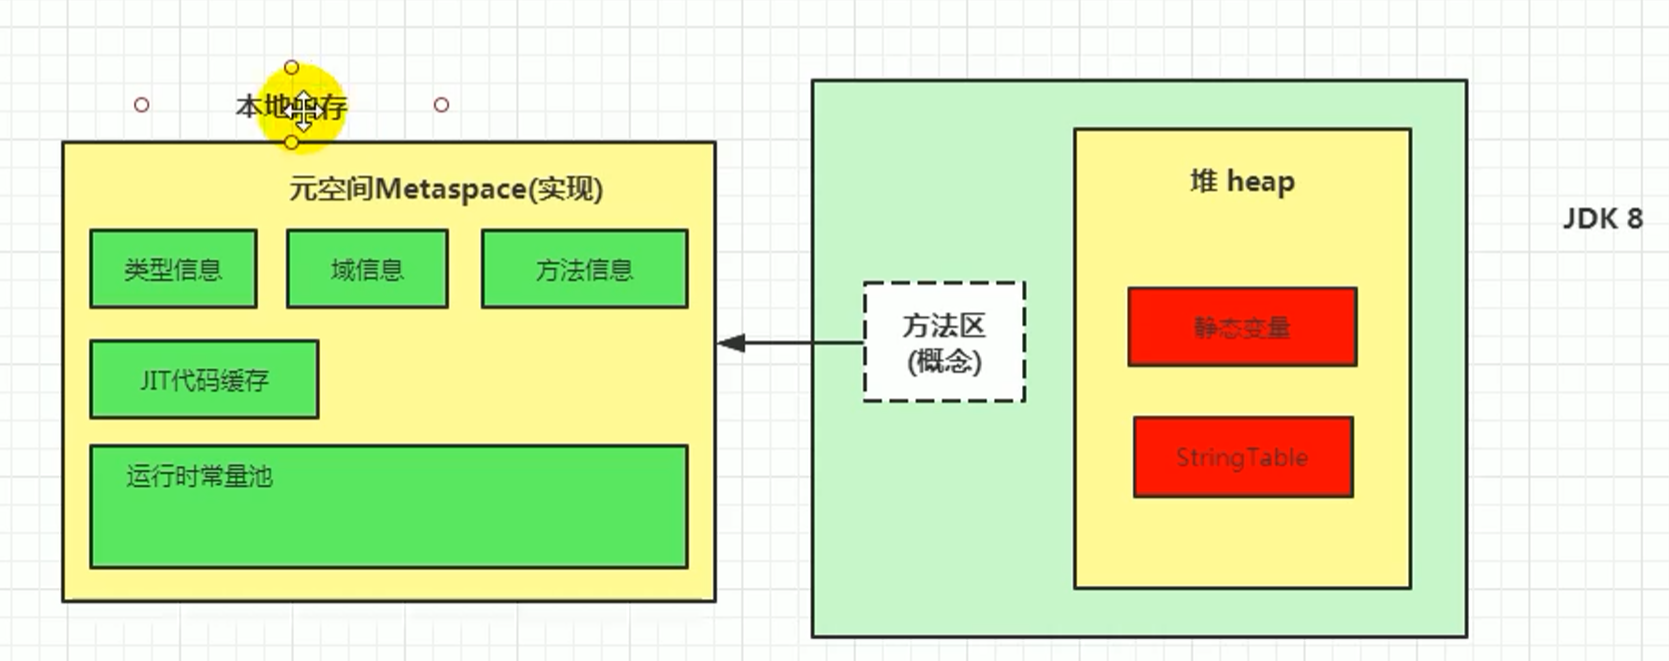 本地内存
元空间Metaspace(实现)
类型信息
域信息
方法信息
JIT代码缓存
运行时常量池
方法区
(概念)
堆 heap
静态变量
StringTable
JDK 8